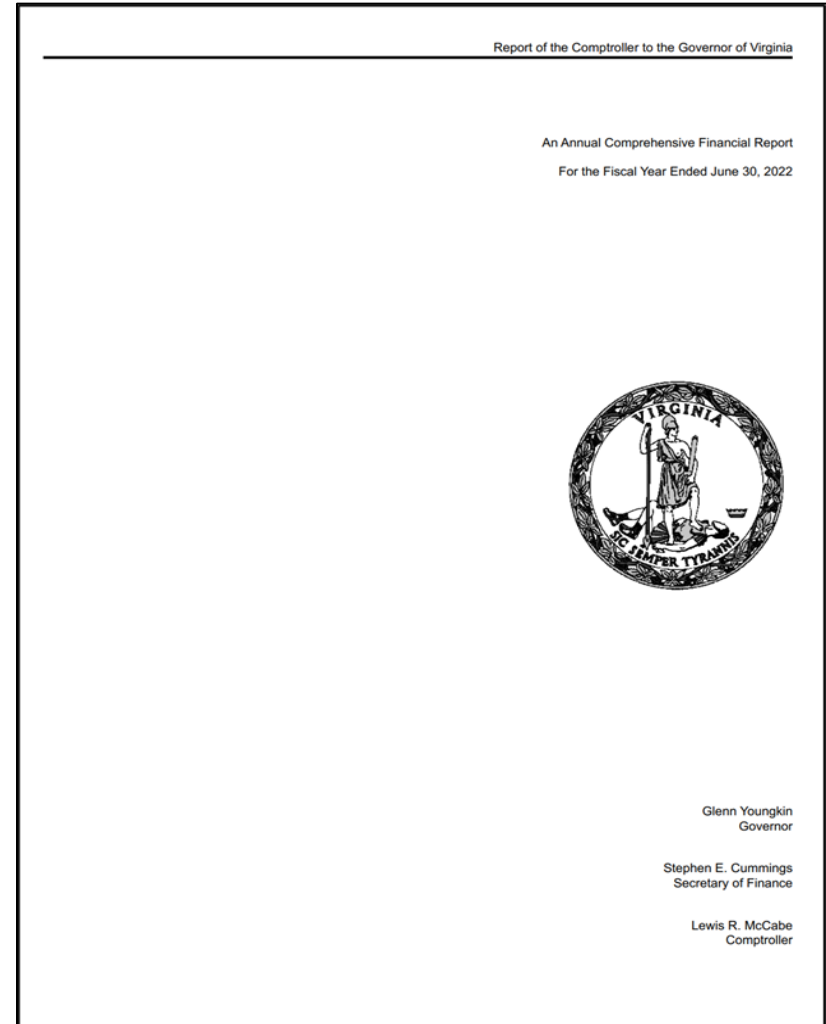 Report of the Comptroller to the Governor of Virginia
An Annual Comprehensive Financial Report
For the Fiscal Year Ended June 30, 2022
VIRGINIA
SIC SEMPER TYRANNIS
Glenn Youngkin
Governor
Stephen E. Cummings
Secretary of Finance
Lewis R. McCabe
Comptroller